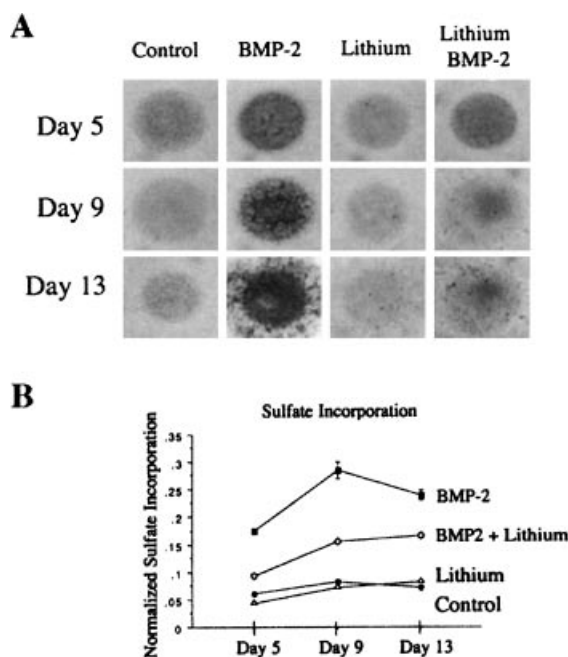 A
Control BMP-2 Lithium Lithium BMP-2
Day 5
Day 9
Day 13
B
Sulfate Incorporation
Normalized Sulfate Incorporation
.35
.3
.25
.2
.15
.1
.05
0
BMP-2
BMP2 + Lithium
Lithium
Control
Day 5 Day 9 Day 13